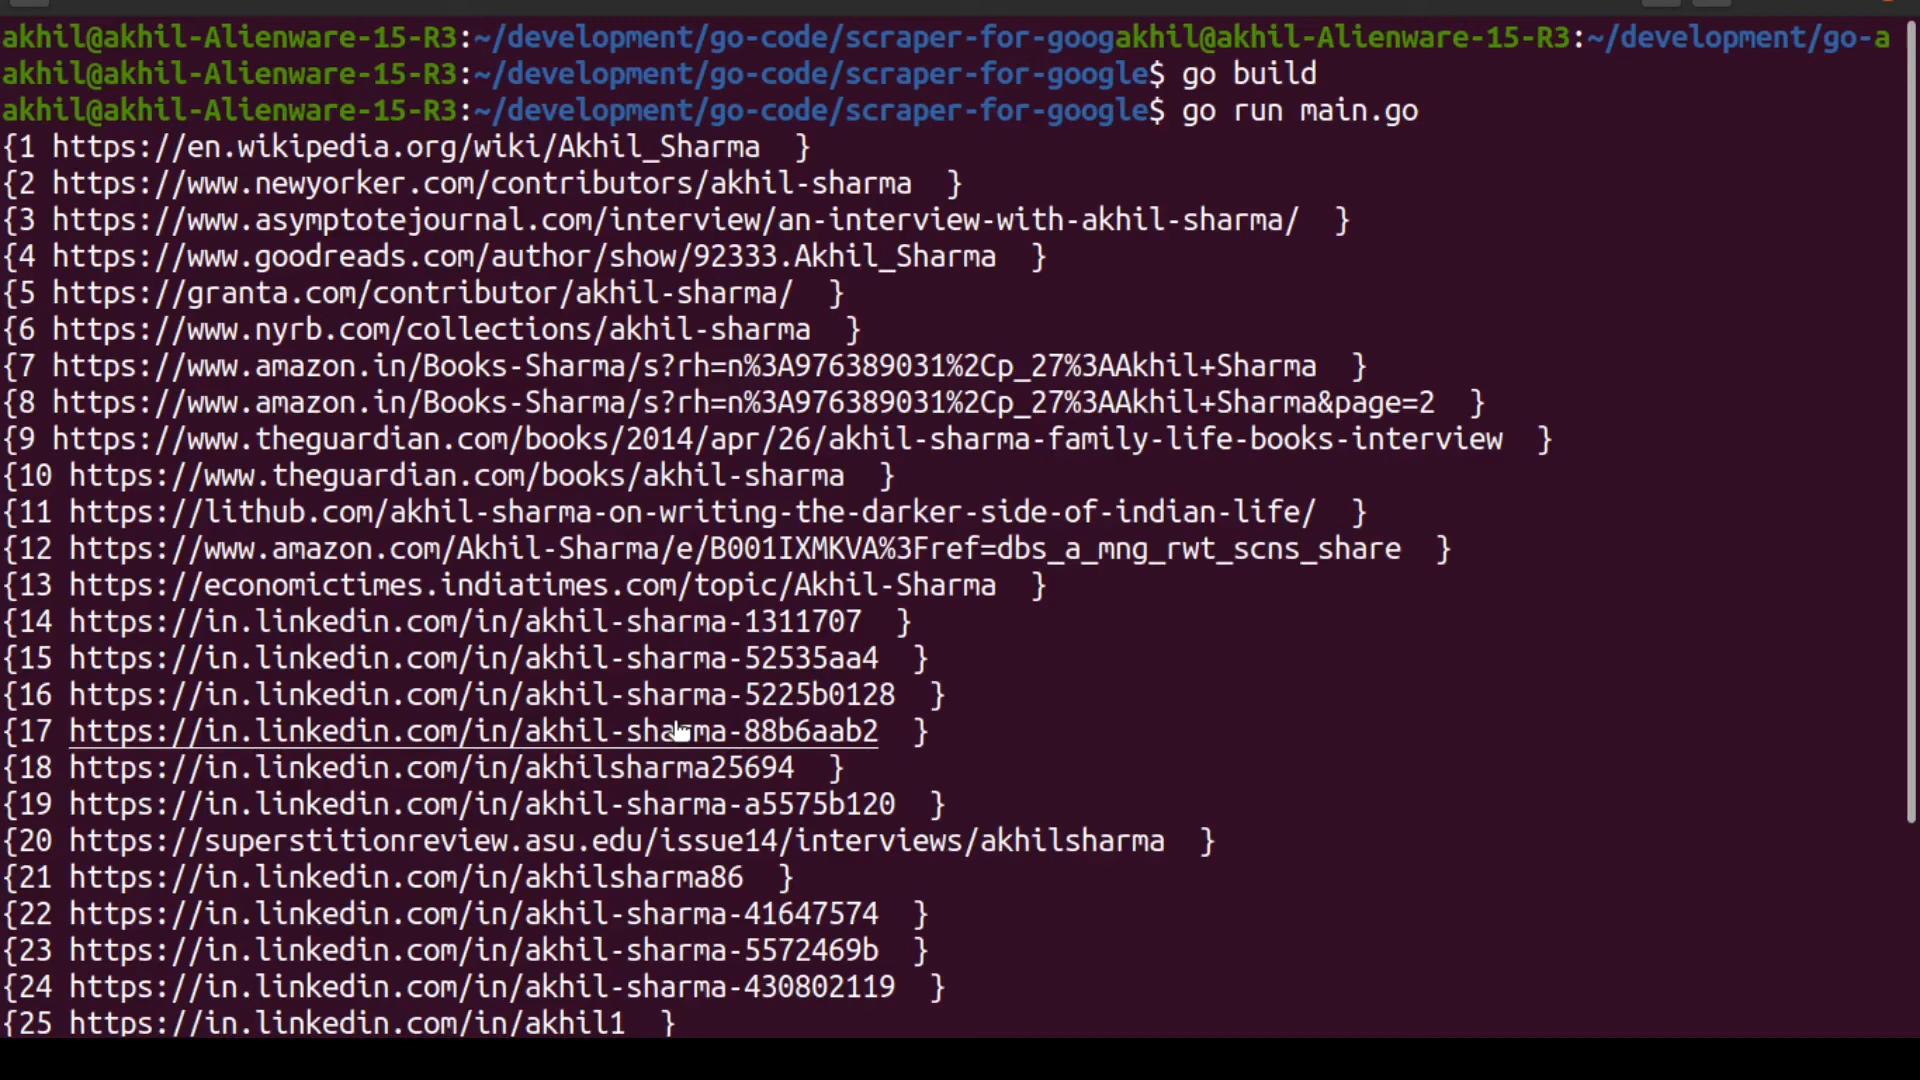 akhil@akhil-Alienware-15-R3:~/development/go-code/scraper-for-googakhil@akhil-Alienware-15-R3:~/development/go-a
akhil@akhil-Alienware-15-R3:~/development/go-code/scraper-for-google$ go build
akhil@akhil-Alienware-15-R3:~/development/go-code/scraper-for-google$ go run main.go
{1 https://en.wikipedia.org/wiki/Akhil_Sharma  }
{2 https://www.newyorker.com/contributors/akhil-sharma  }
{3 https://www.asymptotejournal.com/interview/an-interview-with-akhil-sharma/  }
{4 https://www.goodreads.com/author/show/92333.Akhil_Sharma  }
{5 https://granta.com/contributor/akhil-sharma/  }
{6 https://www.nyrb.com/collections/akhil-sharma  }
{7 https://www.amazon.in/Books-Sharma/s?rh=n%3A976389031%2Cp_27%3AAkhil+Sharma  }
{8 https://www.amazon.in/Books-Sharma/s?rh=n%3A976389031%2Cp_27%3AAkhil+Sharma&page=2  }
{9 https://www.theguardian.com/books/2014/apr/26/akhil-sharma-family-life-books-interview  }
{10 https://www.theguardian.com/books/akhil-sharma  }
{11 https://lithub.com/akhil-sharma-on-writing-the-darker-side-of-indian-life/  }
{12 https://www.amazon.com/Akhil-Sharma/e/B001IXMKVA%3Fref=dbs_a_mng_rwt_scns_share  }
{13 https://economictimes.indiatimes.com/topic/Akhil-Sharma  }
{14 https://in.linkedin.com/in/akhil-sharma-1311707  }
{15 https://in.linkedin.com/in/akhil-sharma-52535aa4  }
{16 https://in.linkedin.com/in/akhil-sharma-5225b0128  }
{17 https://in.linkedin.com/in/akhil-sharma-88b6aab2  }
{18 https://in.linkedin.com/in/akhilsharma25694  }
{19 https://in.linkedin.com/in/akhil-sharma-a5575b120  }
{20 https://superstitionreview.asu.edu/issue14/interviews/akhilsharma  }
{21 https://in.linkedin.com/in/akhilsharma86  }
{22 https://in.linkedin.com/in/akhil-sharma-41647574  }
{23 https://in.linkedin.com/in/akhil-sharma-5572469b  }
{24 https://in.linkedin.com/in/akhil-sharma-430802119  }
{25 https://in.linkedin.com/in/akhil1  }